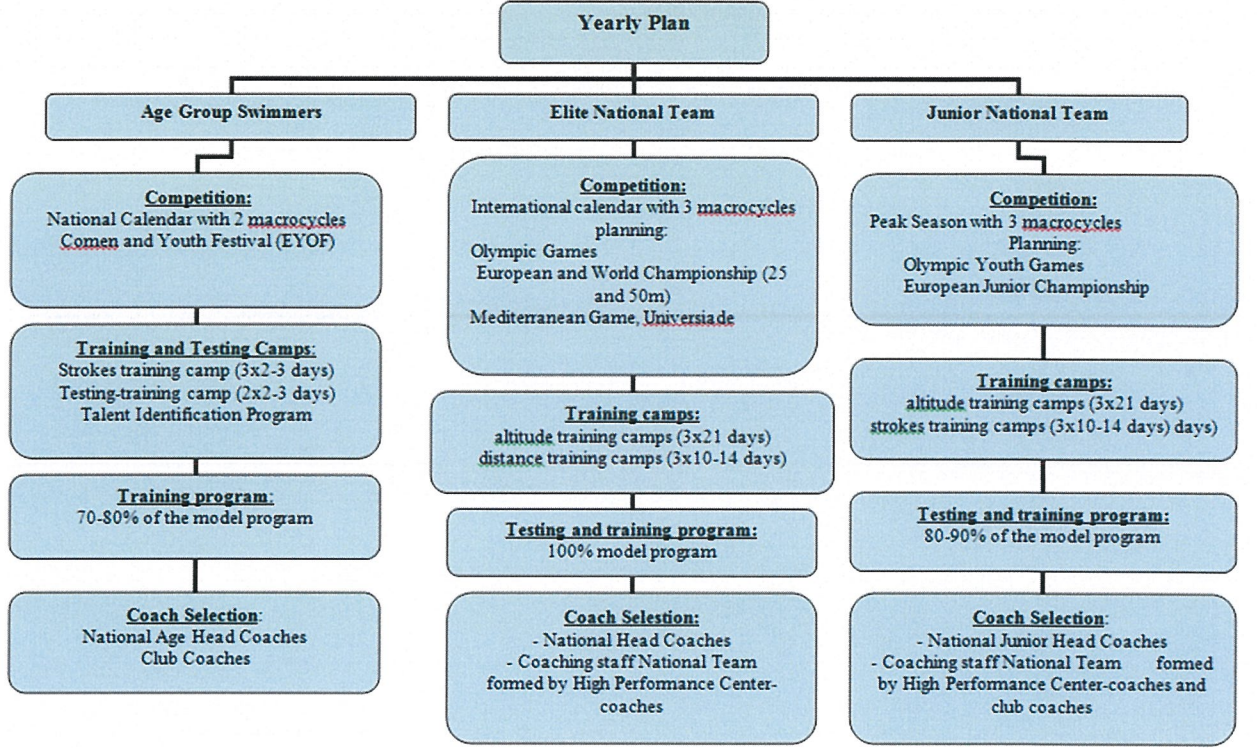 Yearly Plan
Age Group Swimmers
Competition:
National Calendar with 2 macrocycles
Comen and Youth Festival (EYOF)
Training and Testing Camps:
Strokes training camp (3x2-3 days)
Testing-training camp (2x2-3 days)
Talent Identification Program
Training program:
70-80% of the model program
Coach Selection:
National Age Head Coaches
Club Coaches
Elite National Team
Competition:
International calendar with 3 macrocycles
planning:
Olympic Games
European and World Championship (25
and 50m)
Mediterranean Game, Universiade
Training camps:
altitude training camps (3x21 days)
distance training camps (3x10-14 days)
Testing and training program:
100% model program
Coach Selestion:
- National Head Coaches
- Coaching staff National Team
formed by High Performance Center-
coaches
Junior National Team
Competition:
Peak Season with 3 macrocycles
Planning:
Olympic Youth Games
European Junior Championship
Training camps:
altitude training camps (3x21 days)
strokes training camps (3x10-14 days) days)
Testing and training program:
80-90% of the model program
Coach Selection:
- National Junior Head Coaches
- Coaching staff National Team formed
by High Performance Center-coaches and
club coaches